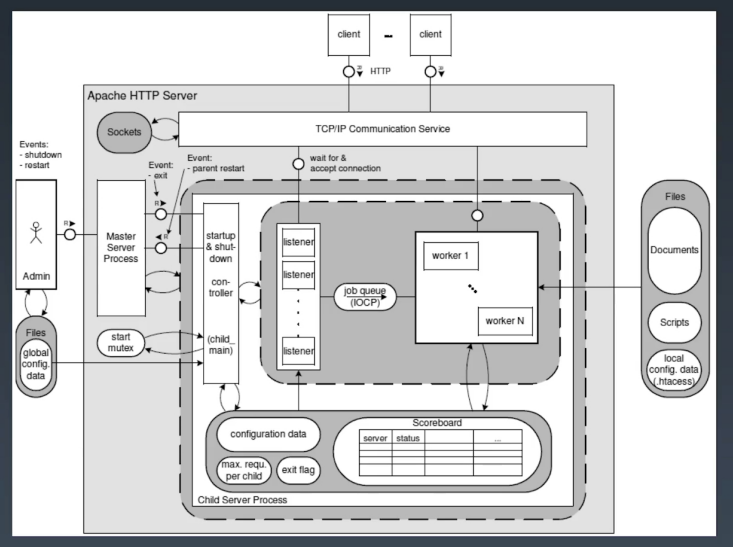 client
client
R
R
HTTP
Apache HTTP Server
Sockets
TCP/IP Communication Service
Events:
- shutdown
- restart
Event:
- exit
Event:
- parent restart
wait for &
accept connection
R
R
R
Admin
Master
Server
Process
startup
& shut-
down
con-
troller
(child_
main)
listener
listener
listener
job queue
(IOCP)
worker 1
worker N
Files
Documents
Scripts
local
config. data
(.htacess)
Files
global
config.
data
start
mutex
configuration data
max. requ.
per child
exit flag
Scoreboard
server status ...
Child Server Process